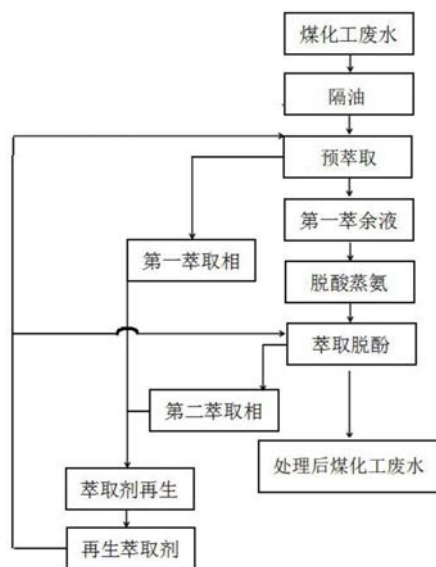 煤化工废水
隔油
预萃取
第一萃余液
第一萃取相
脱酸蒸氨
萃取脱酚
第二萃取相
处理后煤化工废水
萃取剂再生
再生萃取剂